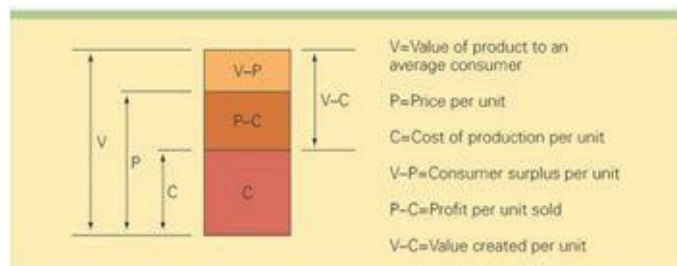 V
P
C
V–P
P–C
C
V–C
V=Value of product to an
average consumer
P=Price per unit
C=Cost of production per unit
V–P=Consumer surplus per unit
P–C=Profit per unit sold
V–C=Value created per unit